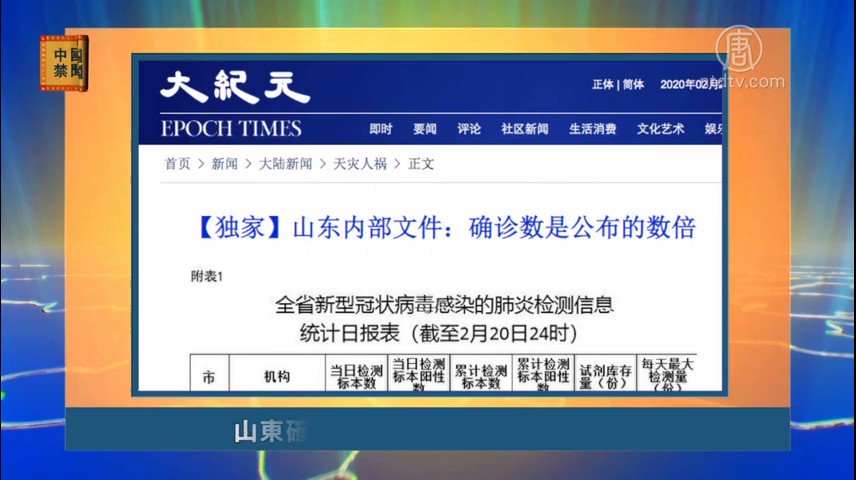 中國
禁聞
唐
ntdtv.com
大紀元
EPOCH TIMES
正体 | 简体 2020年02月2
即时 要闻 评论 社区新闻 生活消费 文化艺术 娱乐
首页 > 新闻 > 大陆新闻 > 天灾人祸 > 正文
【独家】山东内部文件：确诊数是公布的数倍
附表1
全省新型冠状病毒感染的肺炎检测信息
统计日报表（截至2月20日24时）
市 机构 当日检测标本数 当日检测标本阳性数 累计检测标本数 累计检测标本阳性数 试剂库存量（份） 每天最大检测量（份）
山東確